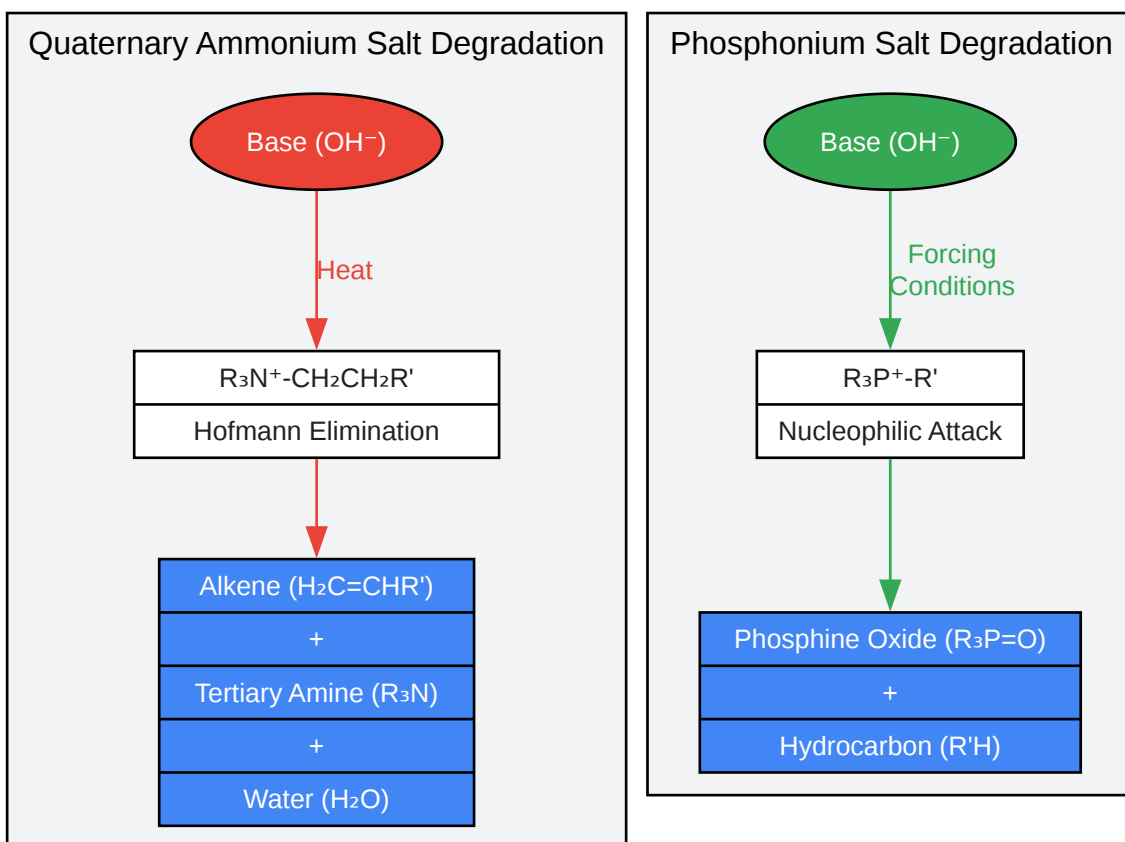 Quaternary Ammonium Salt Degradation
Base (OH⁻)
Heat
R₃N⁺-CH₂CH₂R'
Hofmann Elimination
Alkene (H₂C=CHR')
+
Tertiary Amine (R₃N)
+
Water (H₂O)
Phosphonium Salt Degradation
Base (OH⁻)
Forcing
Conditions
R₃P⁺-R'
Nucleophilic Attack
Phosphine Oxide (R₃P=O)
+
Hydrocarbon (R'H)